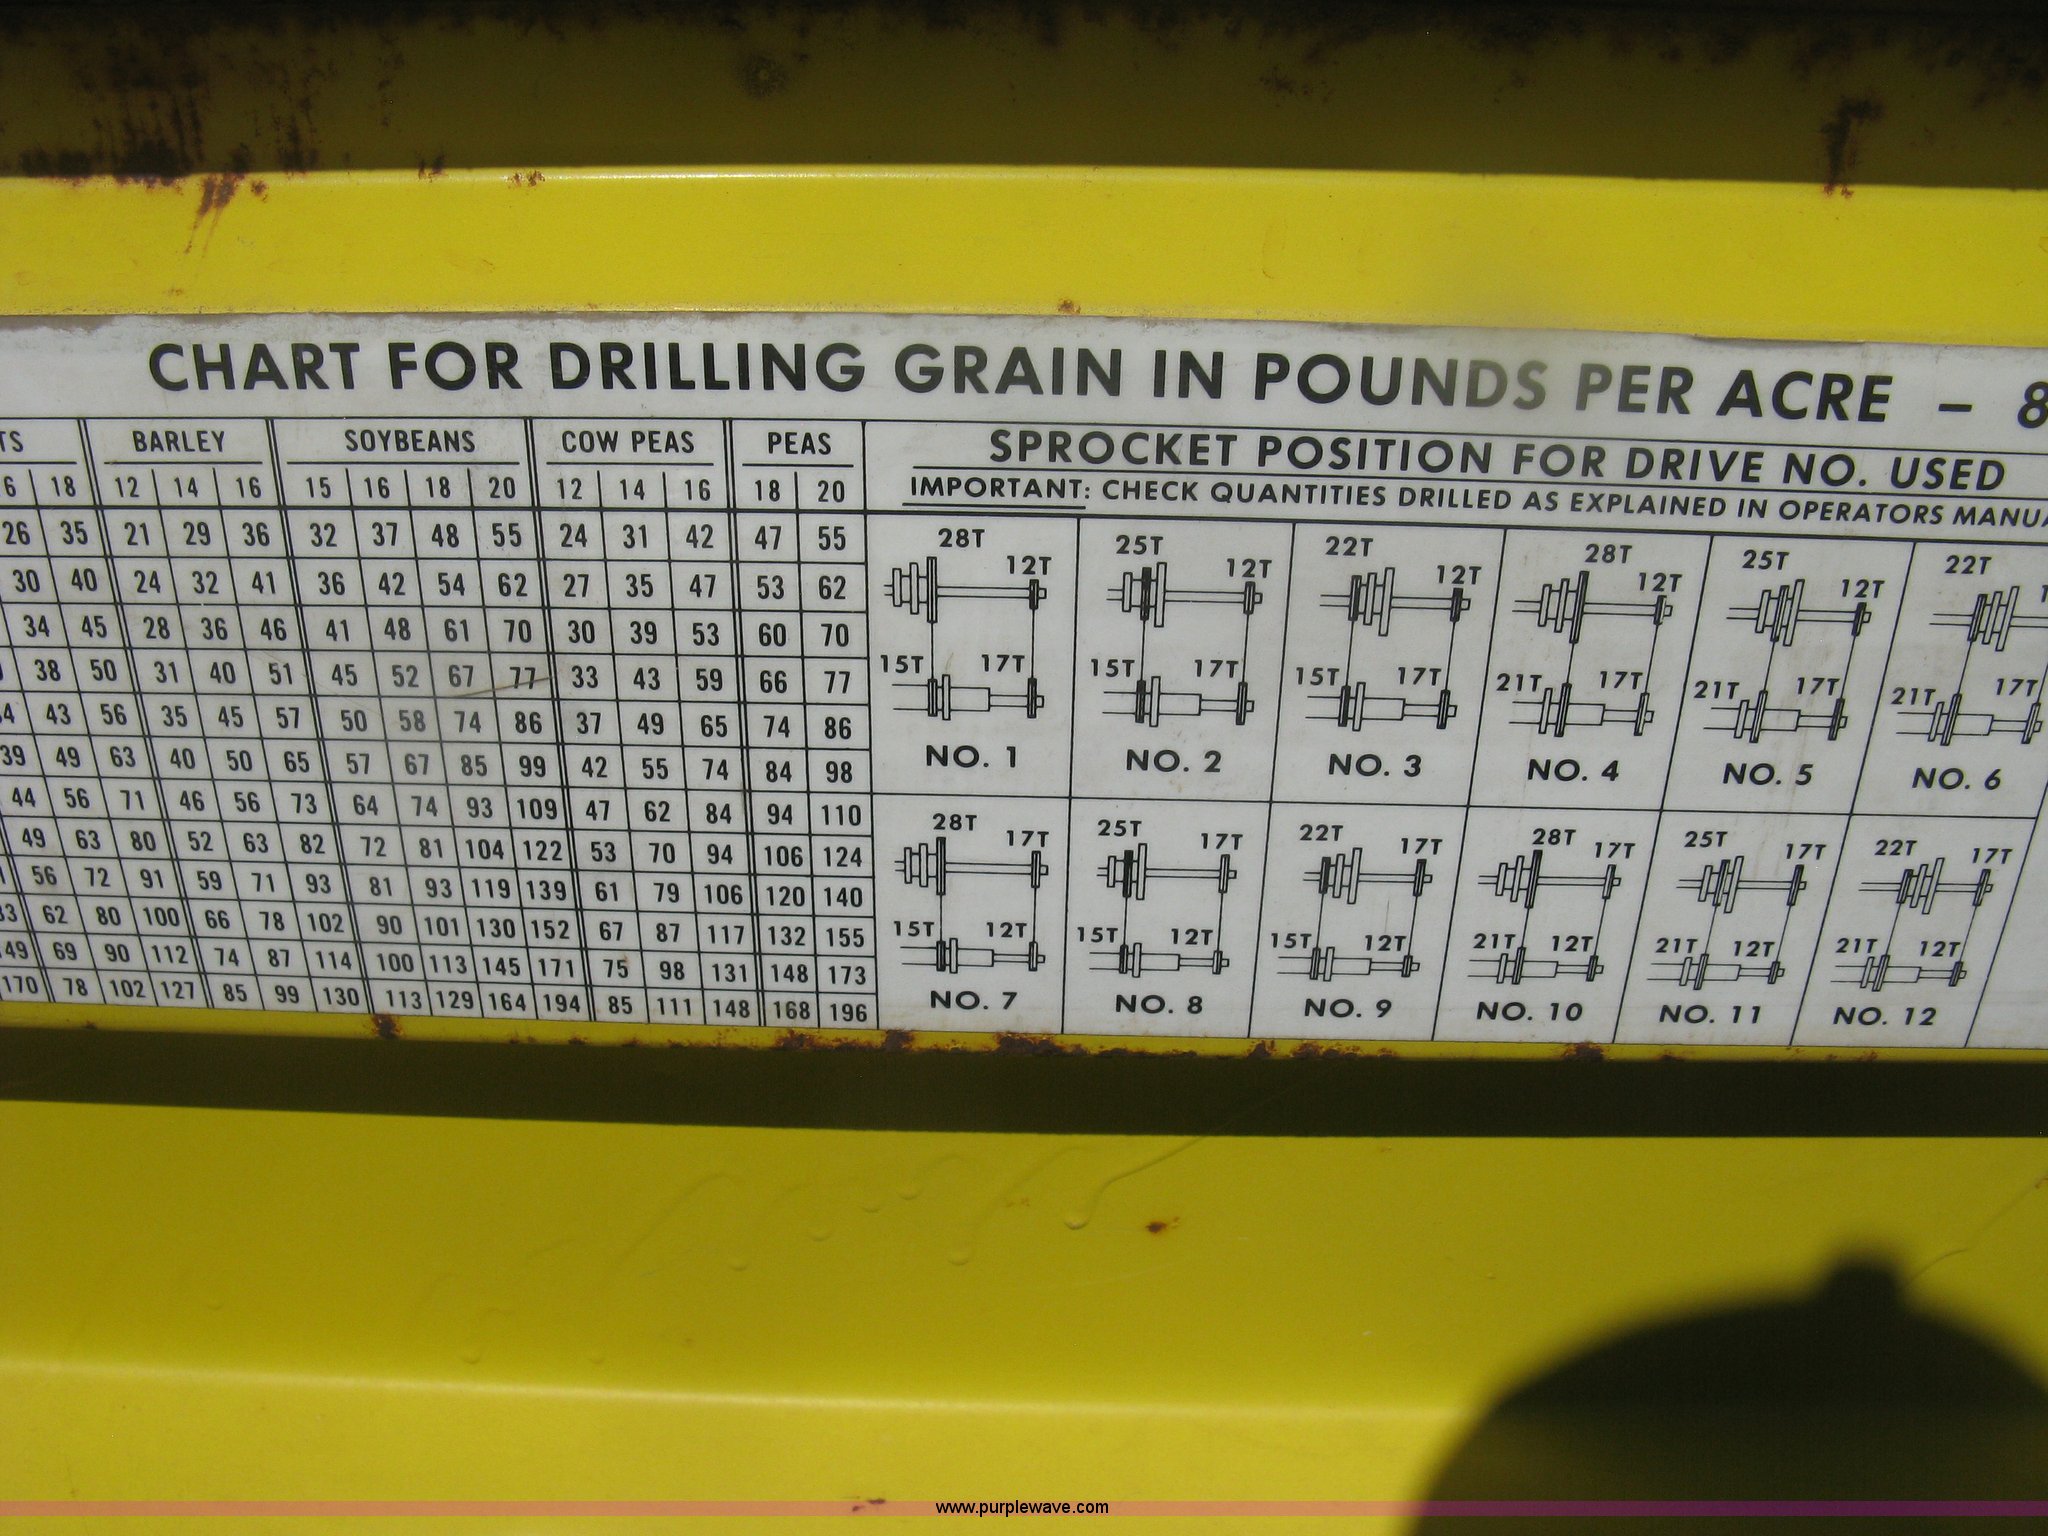 CHART FOR DRILLING GRAIN IN POUNDS PER ACRE – 8
TS BARLEY SOYBEANS COW PEAS PEAS
6 18 12 14 16 15 16 18 20 12 14 16 18 20
26 35 21 29 36 32 37 48 55 24 31 42 47 55
30 40 24 32 41 36 42 54 62 27 35 47 53 62
34 45 28 36 46 41 48 61 70 30 39 53 60 70
38 50 31 40 51 45 52 67 77 33 43 59 66 77
43 56 35 45 57 50 58 74 86 37 49 65 74 86
39 49 63 40 50 65 57 67 85 99 42 55 74 84 98
44 56 71 46 56 73 64 74 93 109 47 62 84 94 110
49 63 80 52 63 82 72 81 104 122 53 70 94 106 124
56 72 91 59 71 93 81 93 119 139 61 79 106 120 140
33 62 80 100 66 78 102 90 101 130 152 67 87 117 132 155
149 69 90 112 74 87 114 100 113 145 171 75 98 131 148 173
170 78 102 127 85 99 130 113 129 164 194 85 111 148 168 196
SPROCKET POSITION FOR DRIVE NO. USED
IMPORTANT: CHECK QUANTITIES DRILLED AS EXPLAINED IN OPERATORS MANUA
28T 12T 25T 12T 22T 12T 28T 12T 25T 12T 22T 1
15T 17T 15T 17T 15T 17T 21T 17T 21T 17T 21T 17T
NO. 1 NO. 2 NO. 3 NO. 4 NO. 5 NO. 6
28T 17T 25T 17T 22T 17T 28T 17T 25T 17T 22T 17T
15T 12T 15T 12T 15T 12T 21T 12T 21T 12T 21T 12T
NO. 7 NO. 8 NO. 9 NO. 10 NO. 11 NO. 12
www.purplewave.com